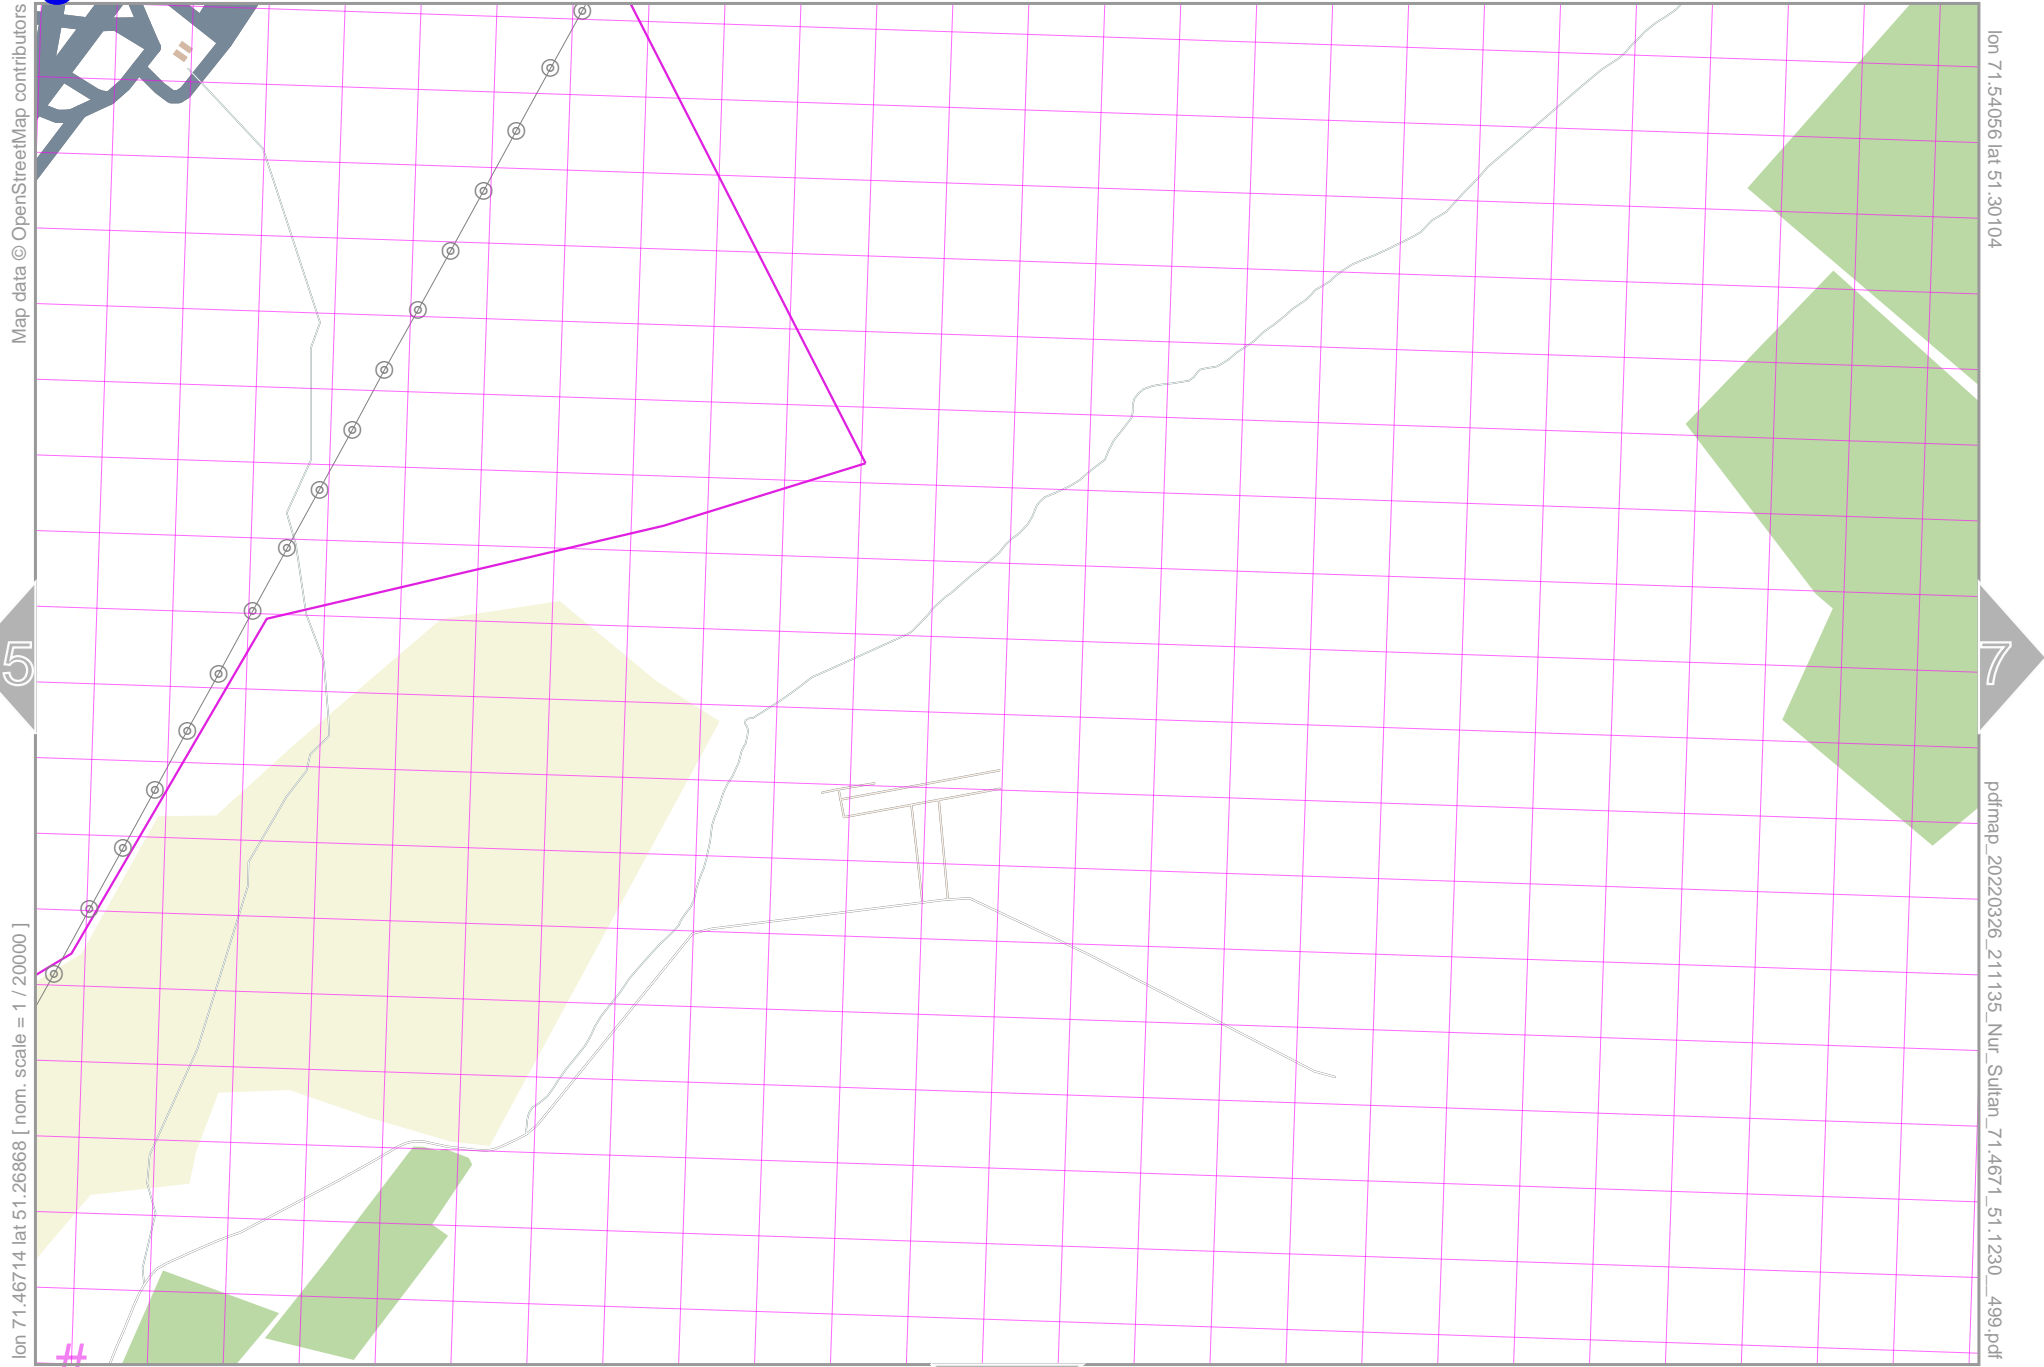 Map data © OpenStreetMap contributors
lon 71.46714 lat 51.26868 [ nom. scale = 1 / 20000 ]
5
#
lon 71.54056 lat 51.30104
7
pdfmap_20220326_211135_Nur_Sultan_71.4671_51.1230__499.pdf